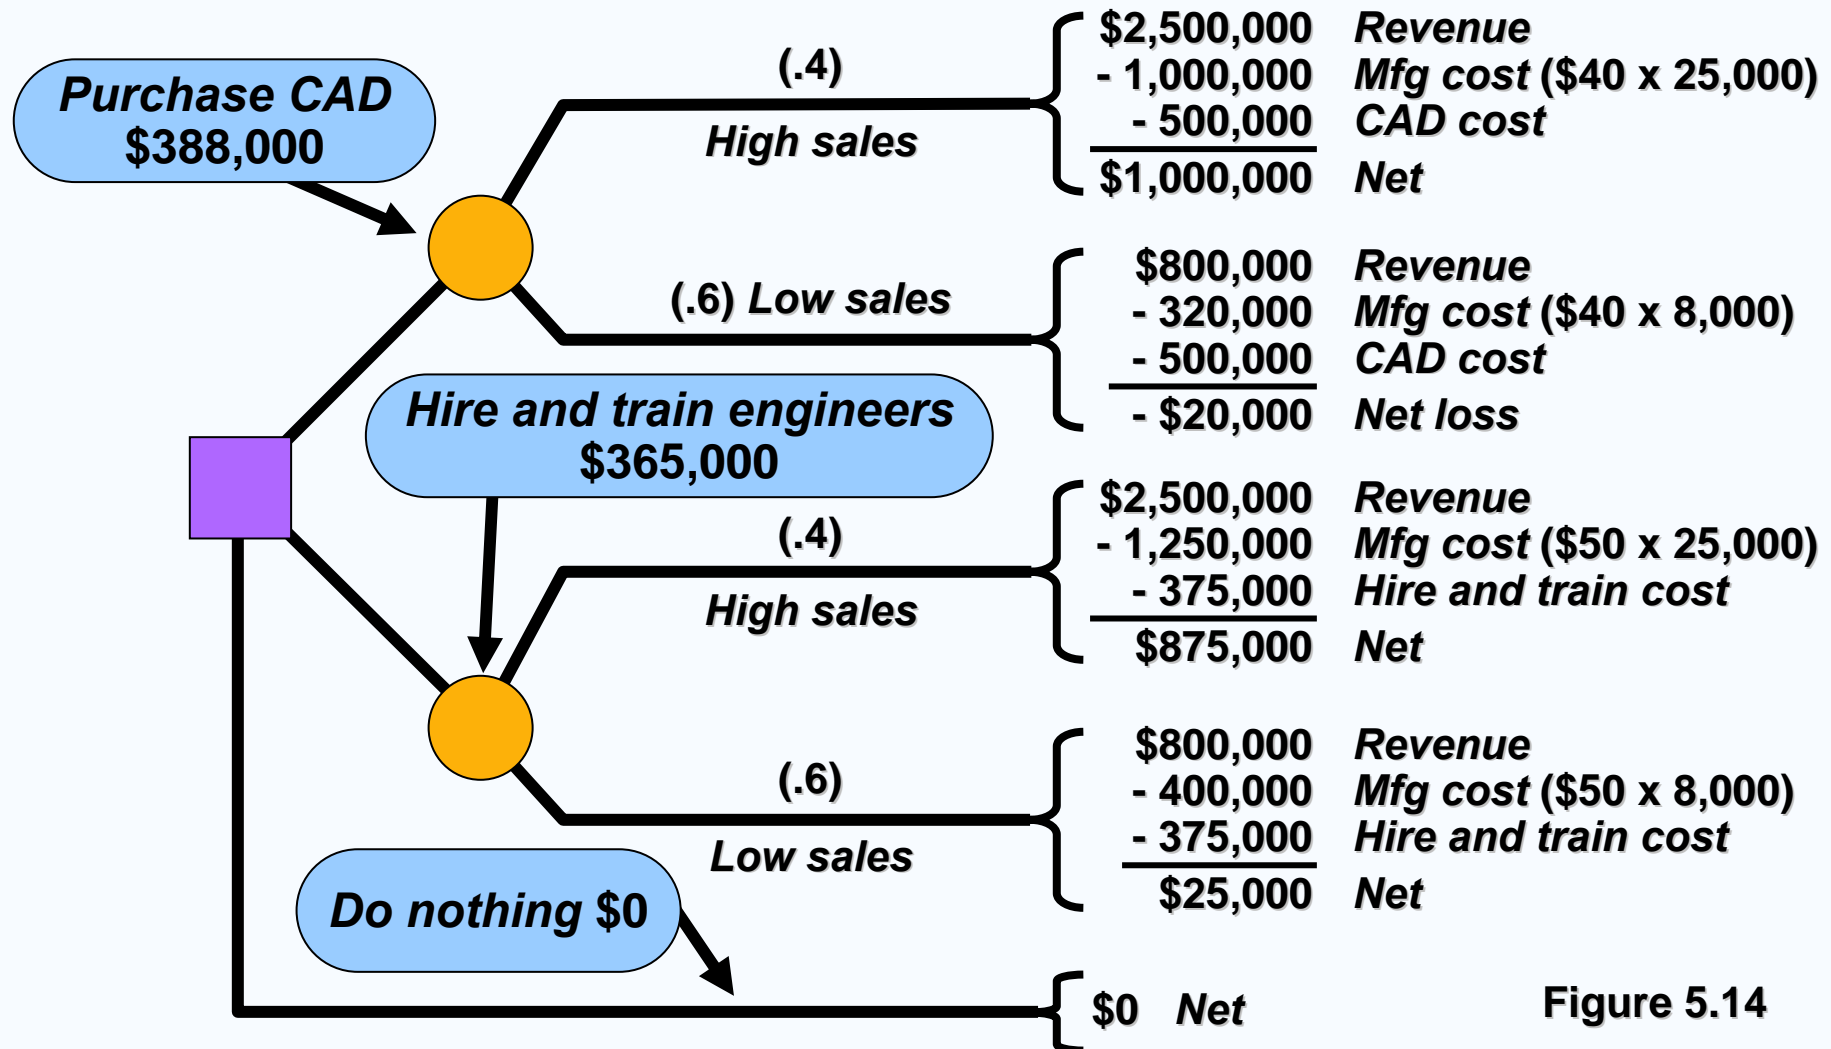 (.4)
High sales
$2,500,000 Revenue
- 1,000,000 Mfg cost ($40 x 25,000)
- 500,000 CAD cost
$1,000,000 Net
Purchase CAD
$388,000
(.6) Low sales
$800,000 Revenue
- 320,000 Mfg cost ($40 x 8,000)
- 500,000 CAD cost
- $20,000 Net loss
Hire and train engineers
$365,000
(.4)
High sales
$2,500,000 Revenue
- 1,250,000 Mfg cost ($50 x 25,000)
- 375,000 Hire and train cost
$875,000 Net
(.6)
Low sales
$800,000 Revenue
- 400,000 Mfg cost ($50 x 8,000)
- 375,000 Hire and train cost
$25,000 Net
Do nothing $0
$0 Net
Figure 5.14